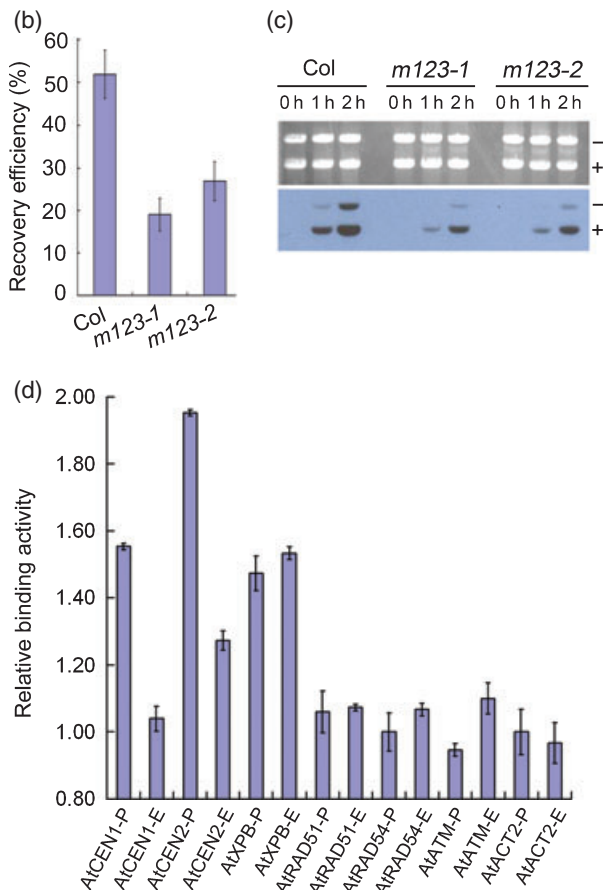 (b)
Recovery efficiency (%)
60
50
40
30
20
10
0
Col
m123-1
m123-2
(c)
Col m123-1 m123-2
0 h 1 h 2 h 0 h 1 h 2 h 0 h 1 h 2 h
–
+
–
+
(d)
Relative binding activity
2.00
1.60
1.40
1.20
1.00
0.80
AtCEN1-P
AtCEN1-E
AtCEN2-P
AtCEN2-E
AtXPB-P
AtXPB-E
AtRAD51-P
AtRAD51-E
AtRAD54-P
AtRAD54-E
AtATM-P
AtATM-E
AtACT2-P
AtACT2-E